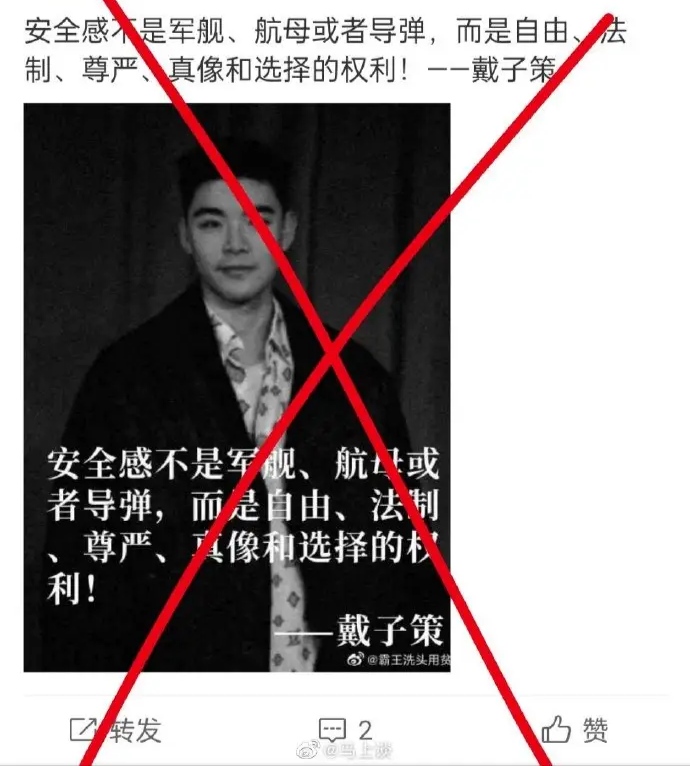 安全感不是军舰、航母或者导弹，而是自由、法
制、尊严、真像和选择的权利！——戴子策
安全感不是军舰、航母或
者导弹，而是自由、法制
、尊严、真像和选择的权
利！
——戴子策
@霸王洗头用贫
转发
2
赞
@马上谈